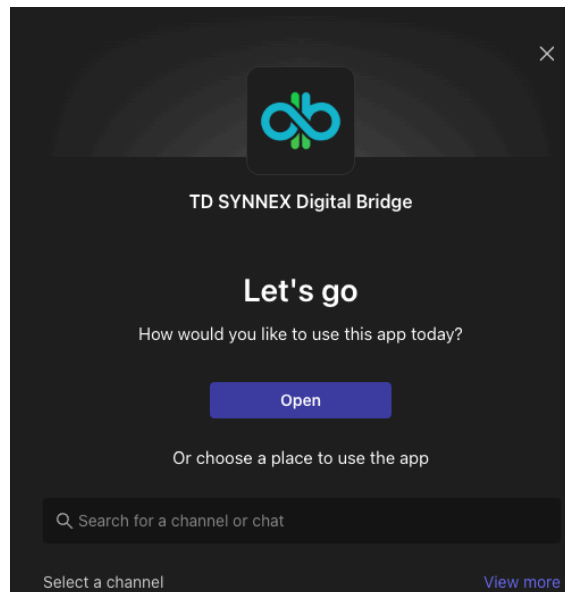 TD SYNNEX Digital Bridge
Let's go
How would you like to use this app today?
Open
Or choose a place to use the app
Search for a channel or chat
Select a channel
View more